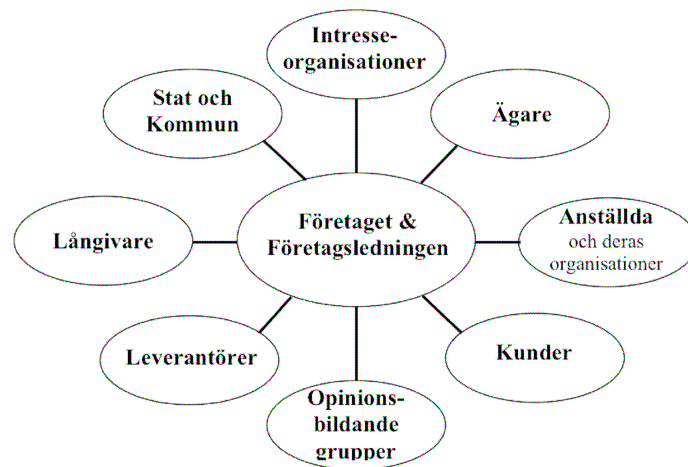 Intresse-
organisationer
Stat och
Kommun
Ägare
Företaget &
Företagsledningen
Långivare
Anställda
och deras
organisationer
Leverantörer
Kunder
Opinions-
bildande
grupper